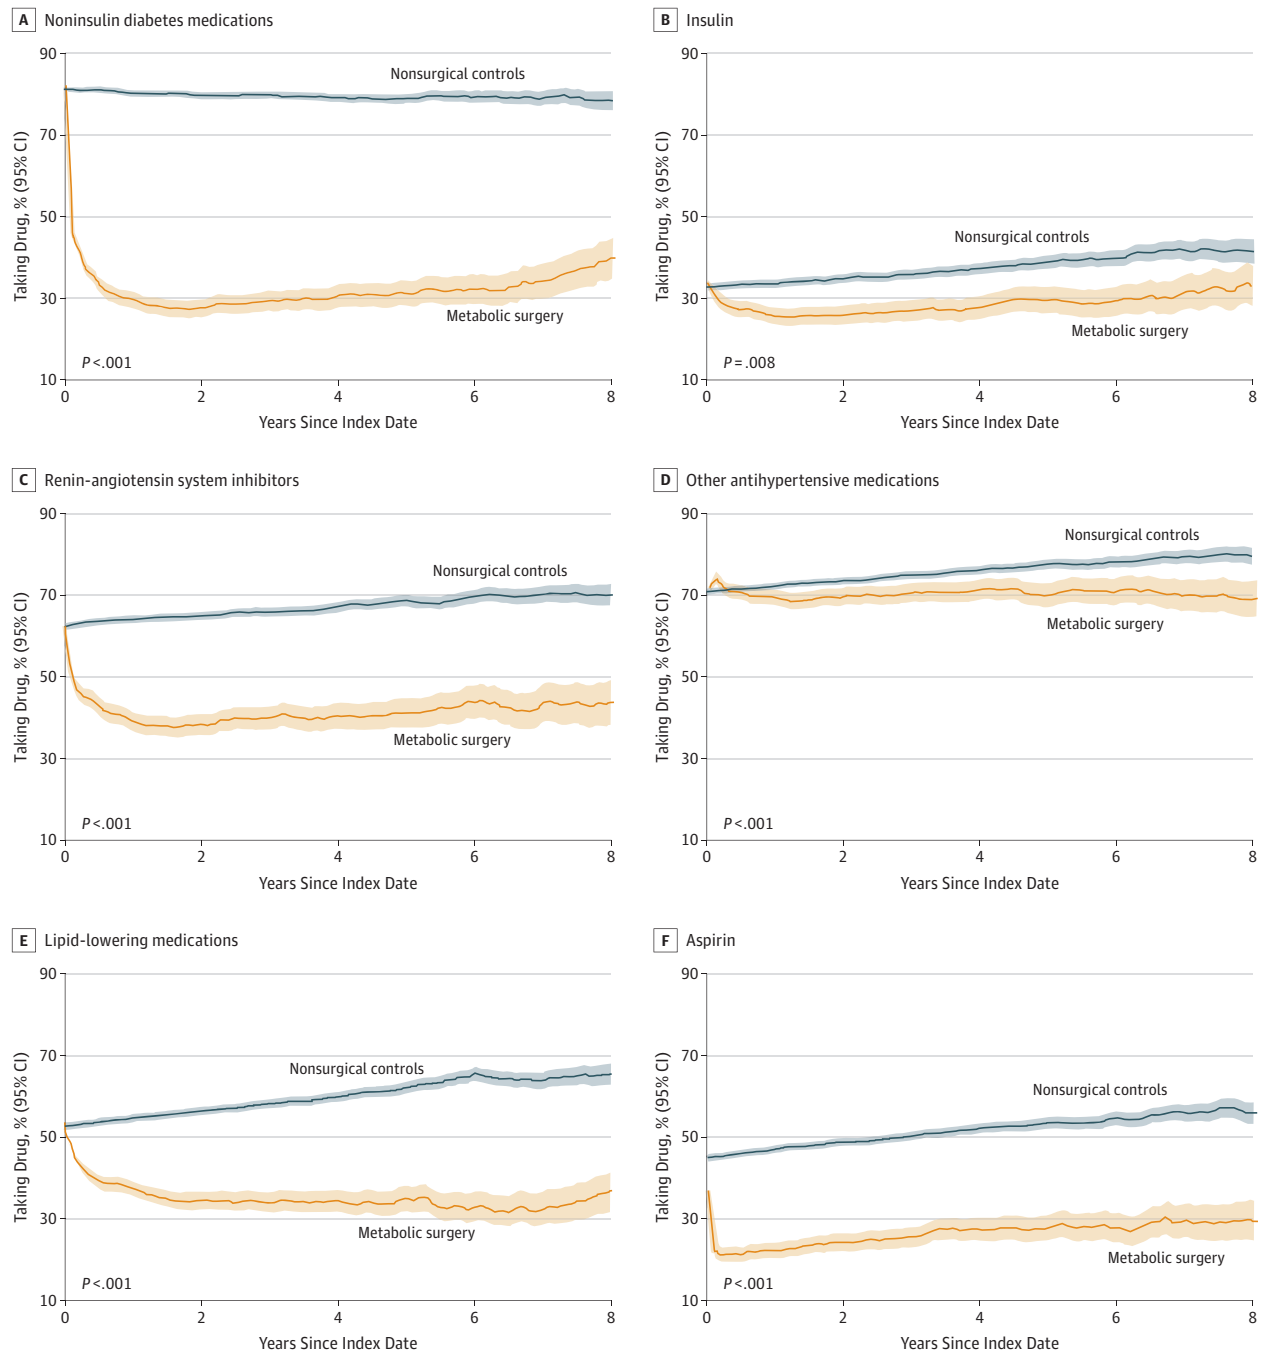 A Noninsulin diabetes medications
90
70
50
30
10
Taking Drug, % (95% CI)
Nonsurgical controls
Metabolic surgery
P <.001
0 2 4 6 8
Years Since Index Date
B Insulin
90
70
50
30
10
Taking Drug, % (95% CI)
Nonsurgical controls
Metabolic surgery
P = .008
0 2 4 6 8
Years Since Index Date
C Renin-angiotensin system inhibitors
90
70
50
30
10
Taking Drug, % (95% CI)
Nonsurgical controls
Metabolic surgery
P <.001
0 2 4 6 8
Years Since Index Date
D Other antihypertensive medications
90
70
50
30
10
Taking Drug, % (95% CI)
Nonsurgical controls
Metabolic surgery
P <.001
0 2 4 6 8
Years Since Index Date
E Lipid-lowering medications
90
70
50
30
10
Taking Drug, % (95% CI)
Nonsurgical controls
Metabolic surgery
P <.001
0 2 4 6 8
Years Since Index Date
F Aspirin
90
70
50
30
10
Taking Drug, % (95% CI)
Nonsurgical controls
Metabolic surgery
P <.001
0 2 4 6 8
Years Since Index Date